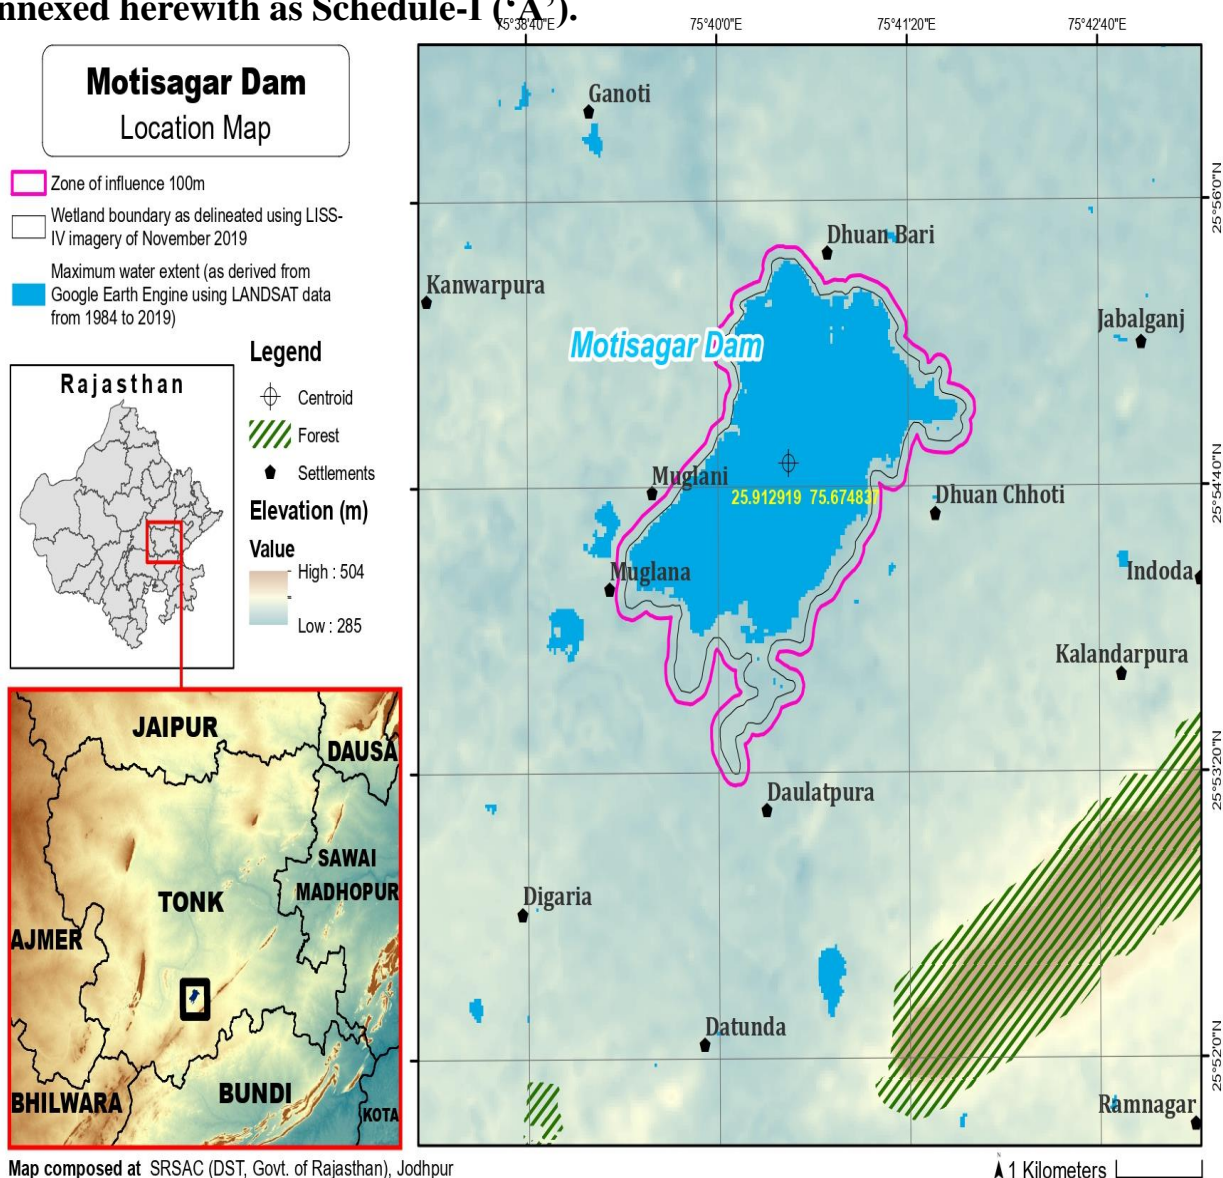 nnexed herewith as Schedule-I (‘A’).
Motisagar Dam
Location Map
Zone of influence 100m
Wetland boundary as delineated using LISS-
IV imagery of November 2019
Maximum water extent (as derived from
Google Earth Engine using LANDSAT data
from 1984 to 2019)
Legend
Centroid
Forest
Settlements
Elevation (m)
Value
High : 504
Low : 285
Rajasthan
JAIPUR
DAUSA
SAWAI
MADHOPUR
TONK
AJMER
BUNDI
BHILWARA
KOTA
75°38'40"E
75°40'0"E
75°41'20"E
75°42'40"E
25°56'0"N
25°54'40"N
25°53'20"N
25°52'0"N
Ganoti
Dhuan Bari
Kanwarpura
Jabalganj
Motisagar Dam
Muglani
25.912919 75.674837
Dhuan Chhoti
Muglana
Indoda
Kalandarpura
Daulatpura
Digaria
Datunda
Ramnagar
Map composed at SRSAC (DST, Govt. of Rajasthan), Jodhpur
N
1 Kilometers